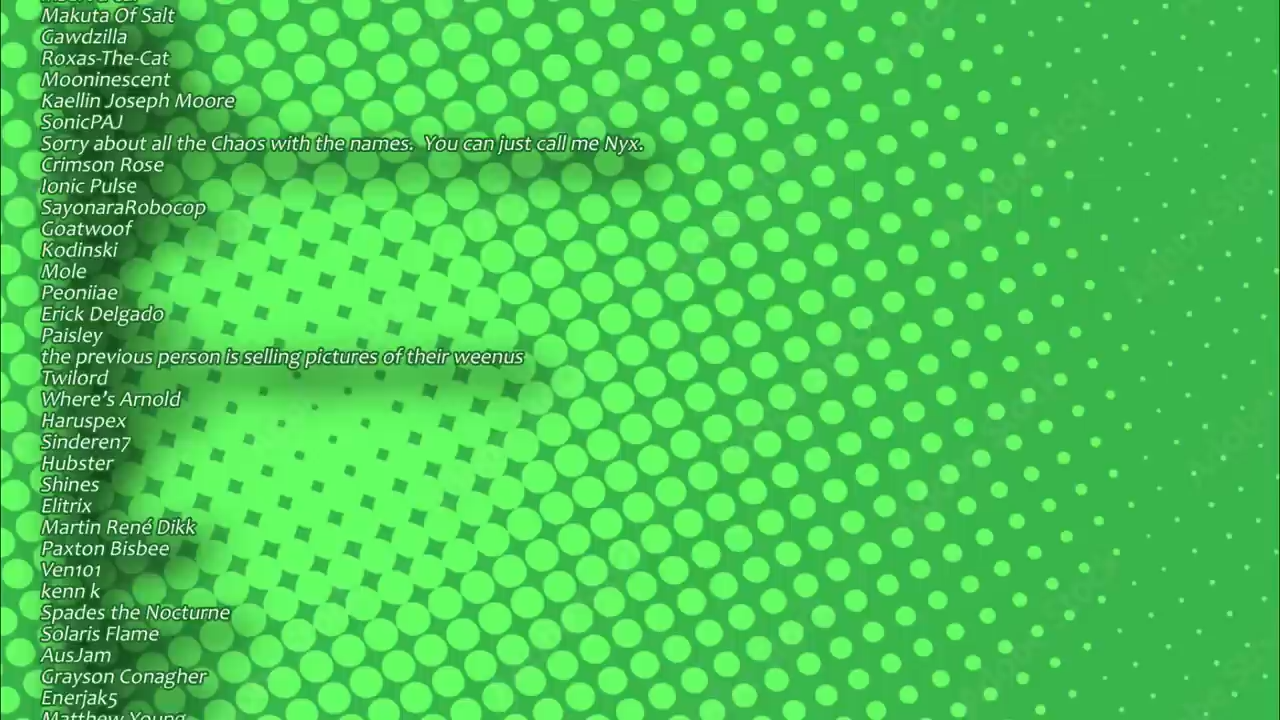 Makuta Of Salt
Gawdzilla
Roxas-The-Cat
Mooninescent
Kaellin Joseph Moore
SonicPAJ
Sorry about all the Chaos with the names.  You can just call me Nyx.
Crimson Rose
Ionic Pulse
SayonaraRobocop
Goatwoof
Kodinski
Mole
Peoniiae
Erick Delgado
Paisley
the previous person is selling pictures of their weenus
Twilord
Where's Arnold
Haruspex
Sinderen7
Hubster
Shines
Elitrix
Martin René Dikk
Paxton Bisbee
Ven101
kenn k
Spades the Nocturne
Solaris Flame
AusJam
Grayson Conagher
Enerjak5
Matthew Young